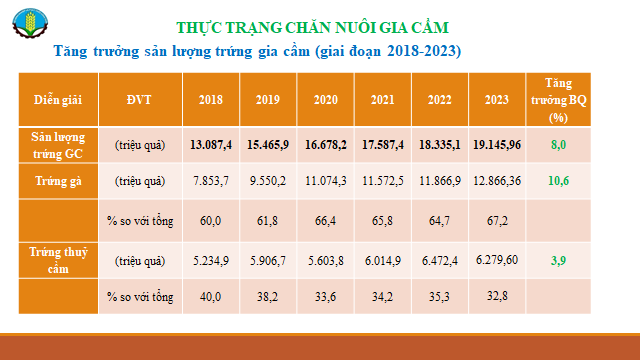 THỰC TRẠNG CHĂN NUÔI GIA CẦM
Tăng trưởng sản lượng trứng gia cầm (giai đoạn 2018-2023)
Diễn giải ĐVT 2018 2019 2020 2021 2022 2023 Tăng trưởng BQ (%)
Sản lượng trứng GC (triệu quả) 13.087,4 15.465,9 16.678,2 17.587,4 18.335,1 19.145,96 8,0
Trứng gà (triệu quả) 7.853,7 9.550,2 11.074,3 11.572,5 11.866,9 12.866,36 10,6
% so với tổng 60,0 61,8 66,4 65,8 64,7 67,2
Trứng thuỷ cầm (triệu quả) 5.234,9 5.906,7 5.603,8 6.014,9 6.472,4 6.279,60 3,9
% so với tổng 40,0 38,2 33,6 34,2 35,3 32,8